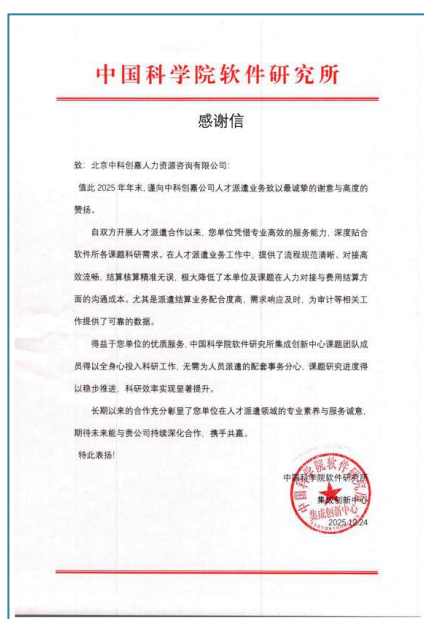 中国科学院软件研究所
感谢信
致：北京中科创嘉人力资源咨询有限公司：
值此 2025 年年末，谨向中科创嘉公司人才派遣业务致以最诚挚的谢意与高度的
赞扬。
自双方开展人才派遣合作以来，您单位凭借专业高效的服务能力，深度贴合
软件所各课题科研需求。在人才派遣业务工作中，提供了流程规范清晰、对接高
效流畅，结算核算精准无误，极大降低了本单位及课题在人力对接与费用结算方
面的沟通成本。尤其是派遣结算业务配合度高，需求响应及时，为审计等相关工
作提供了可靠的数据。
得益于您单位的优质服务，中国科学院软件研究所集成创新中心课题团队成
员得以全身心投入科研工作，无需为人员派遣的配套事务分心，课题研究进度得
以稳步推进，科研效率实现显著提升。
长期以来的合作充分彰显了您单位在人才派遣领域的专业素养与服务诚意，
期待未来能与贵公司持续深化合作，携手共赢。
特此表扬！
中国科学院软件研究所
集成创新中心
2025.12.24
中国科学院软件研究所
集成创新中心